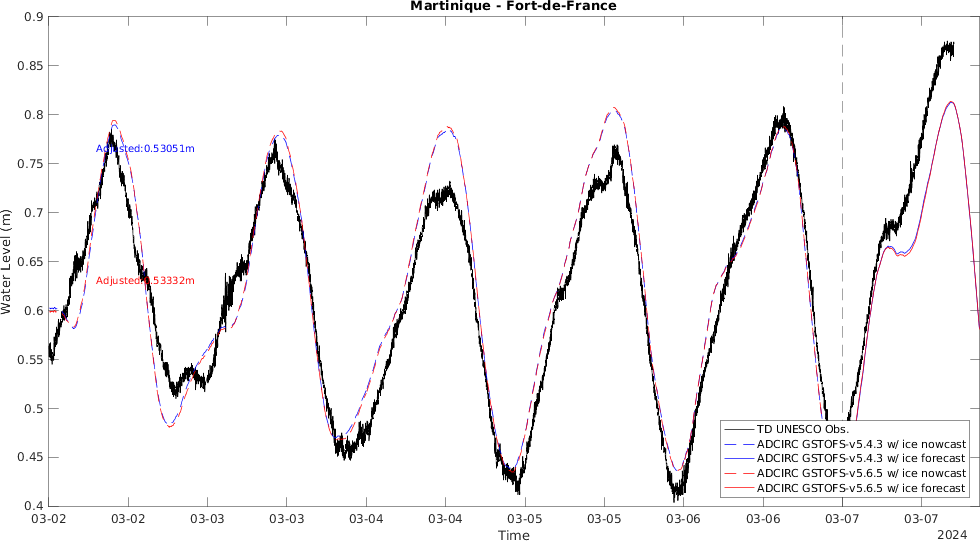 Martinique - Fort-de-France
0.9
0.85
0.8
0.75
0.7
0.65
0.6
0.55
0.5
0.45
0.4
Water Level (m)
Adjusted:0.53051m
Adjusted:0.53332m
TD UNESCO Obs.
ADCIRC GSTOFS-v5.4.3 w/ ice nowcast
ADCIRC GSTOFS-v5.4.3 w/ ice forecast
ADCIRC GSTOFS-v5.6.5 w/ ice nowcast
ADCIRC GSTOFS-v5.6.5 w/ ice forecast
03-02 03-02 03-03 03-03 03-04 03-04 03-05 03-05 03-06 03-06 03-07 03-07
Time
2024